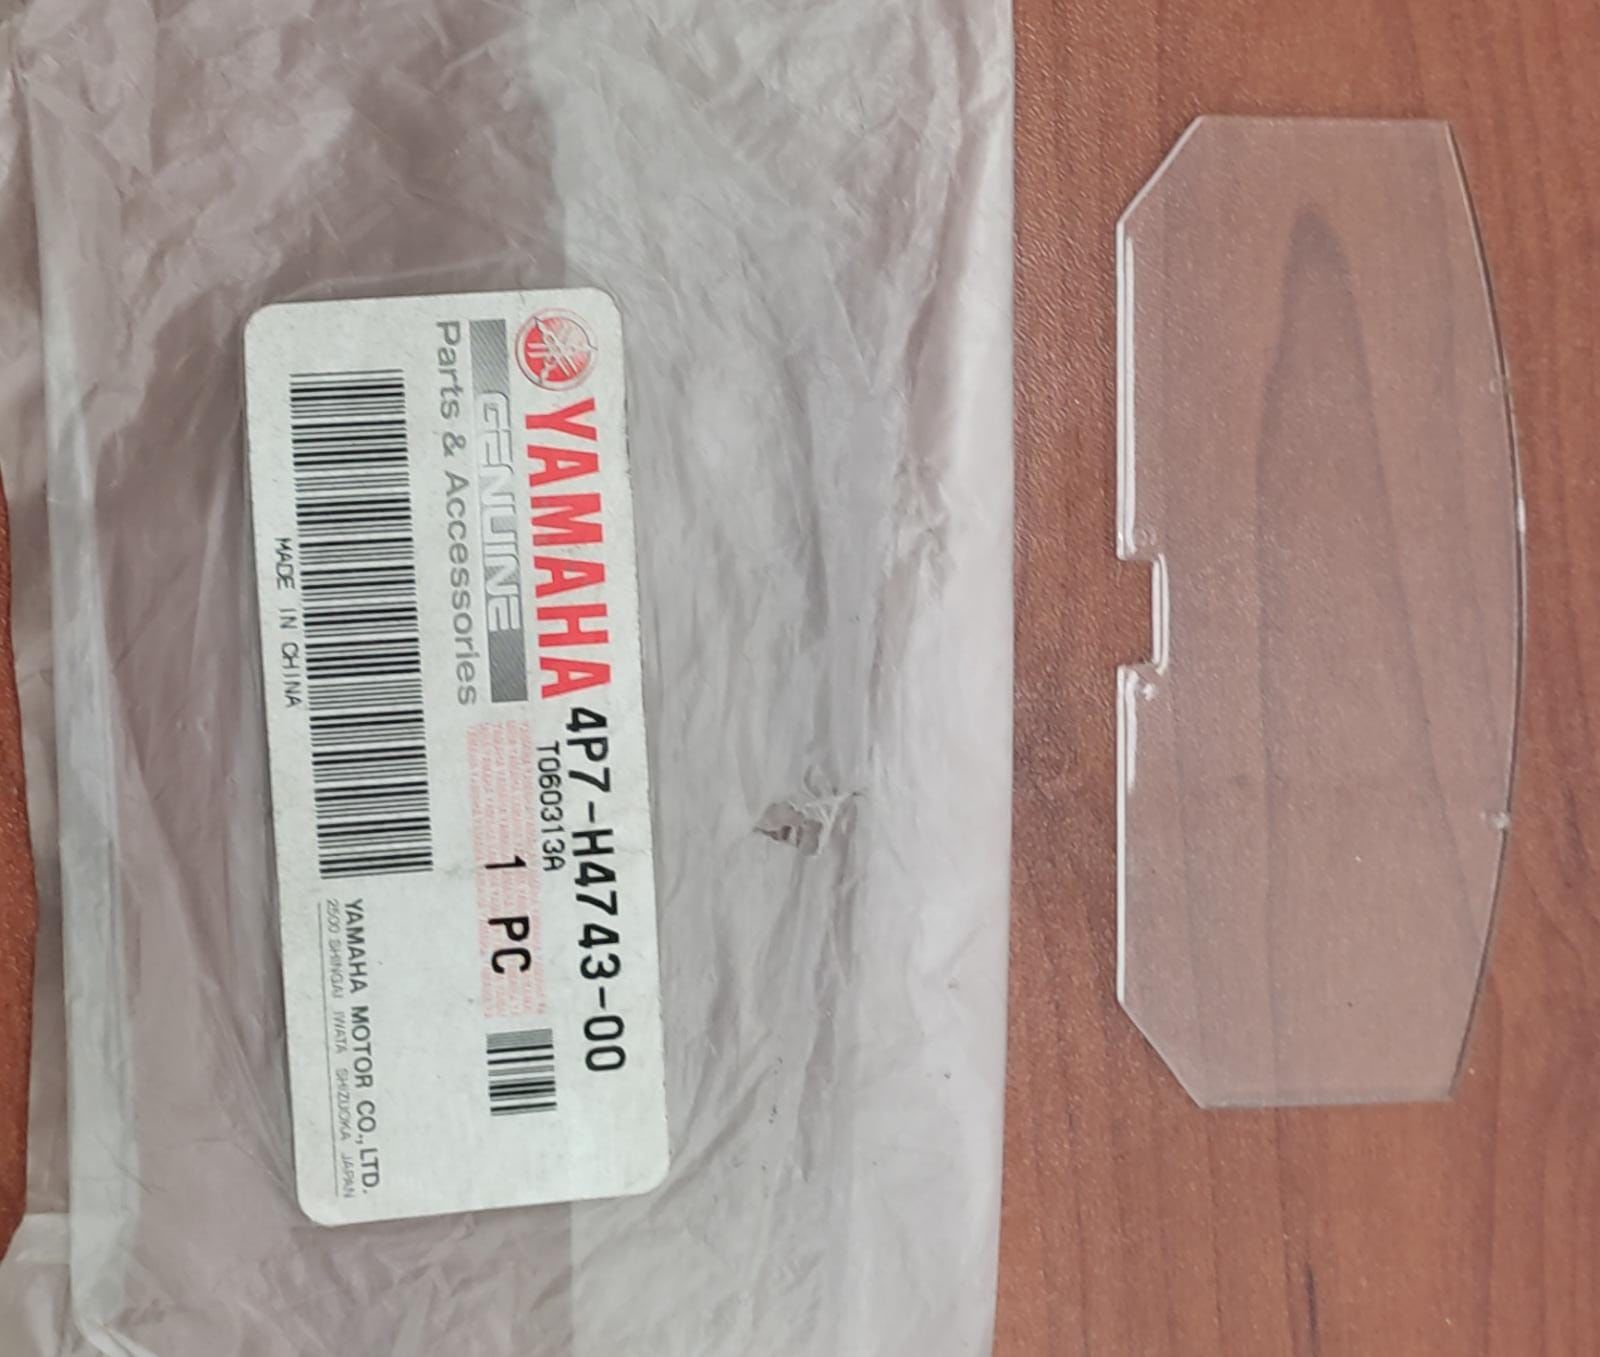 YAMAHA
GENUINE
Parts & Accessories
4P7-H4743-00
T060313A
1 PC
MADE IN CHINA
YAMAHA MOTOR CO., LTD.
2500 SHINGAI IWATA SHIZUOKA JAPAN